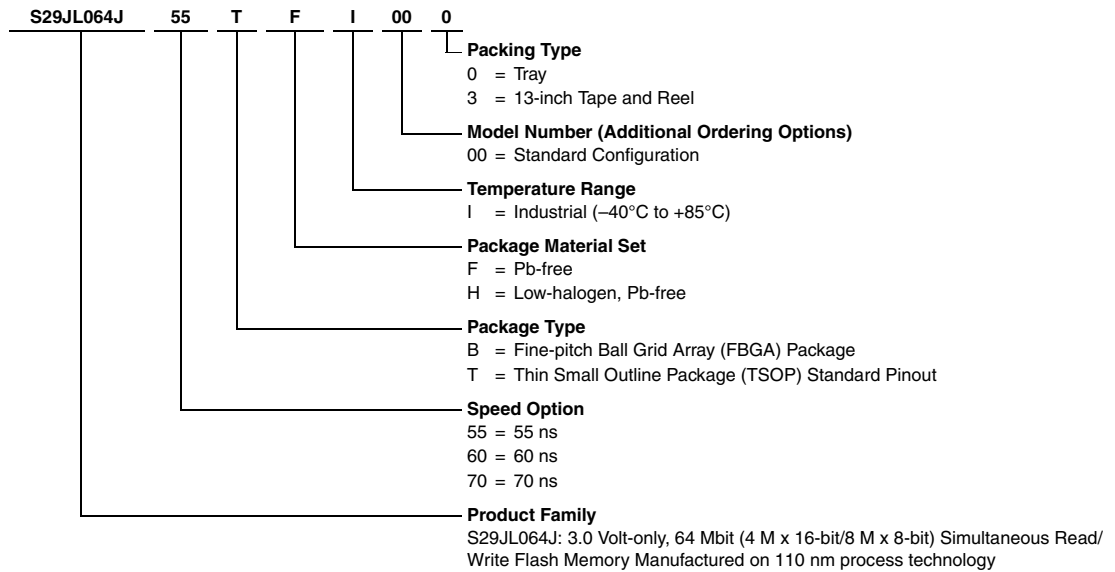 S29JL064J 55 T F I 00 0
Packing Type
0 = Tray
3 = 13-inch Tape and Reel
Model Number (Additional Ordering Options)
00 = Standard Configuration
Temperature Range
I = Industrial (–40°C to +85°C)
Package Material Set
F = Pb-free
H = Low-halogen, Pb-free
Package Type
B = Fine-pitch Ball Grid Array (FBGA) Package
T = Thin Small Outline Package (TSOP) Standard Pinout
Speed Option
55 = 55 ns
60 = 60 ns
70 = 70 ns
Product Family
S29JL064J: 3.0 Volt-only, 64 Mbit (4 M x 16-bit/8 M x 8-bit) Simultaneous Read/
Write Flash Memory Manufactured on 110 nm process technology